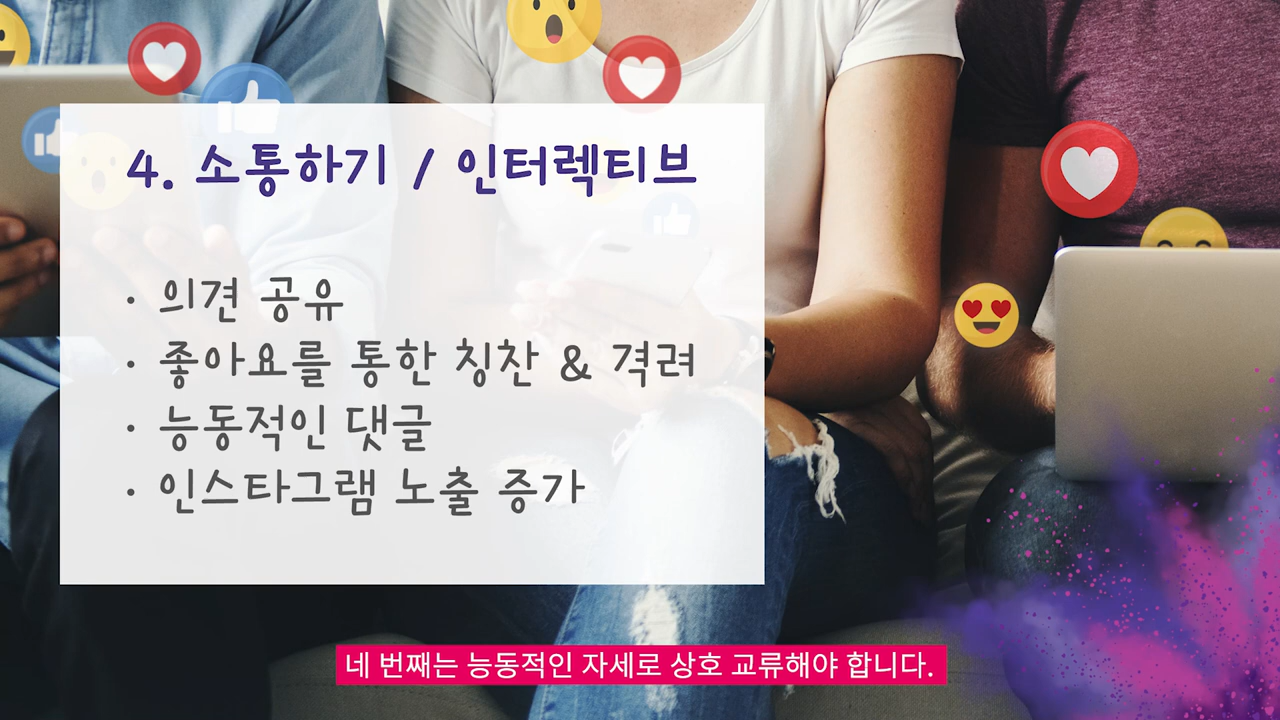 4. 소통하기 / 인터렉티브
· 의견 공유
· 좋아요를 통한 칭찬 & 격려
· 능동적인 댓글
· 인스타그램 노출 증가
네 번째는 능동적인 자세로 상호 교류해야 합니다.